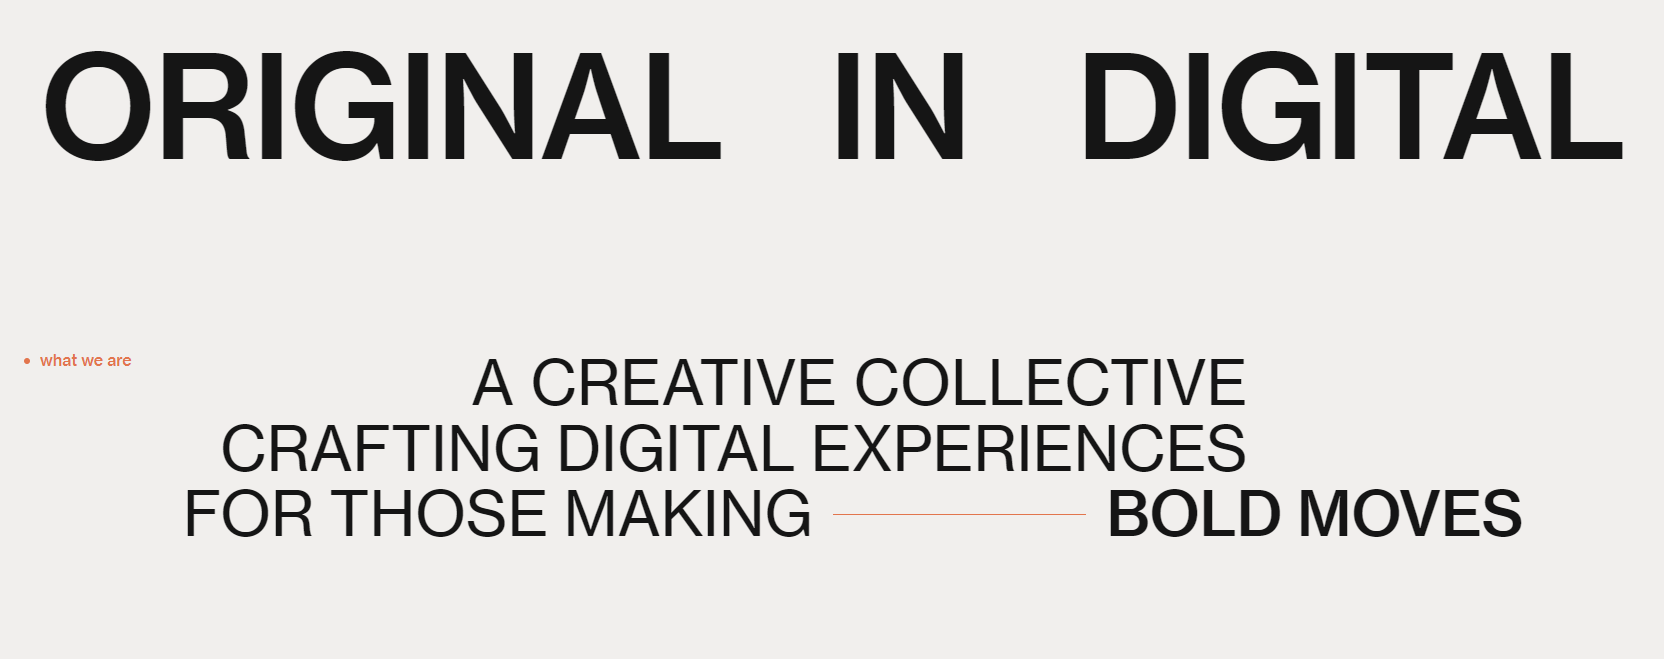 ORIGINAL IN DIGITAL
• what we are
A CREATIVE COLLECTIVE
CRAFTING DIGITAL EXPERIENCES
FOR THOSE MAKING BOLD MOVES